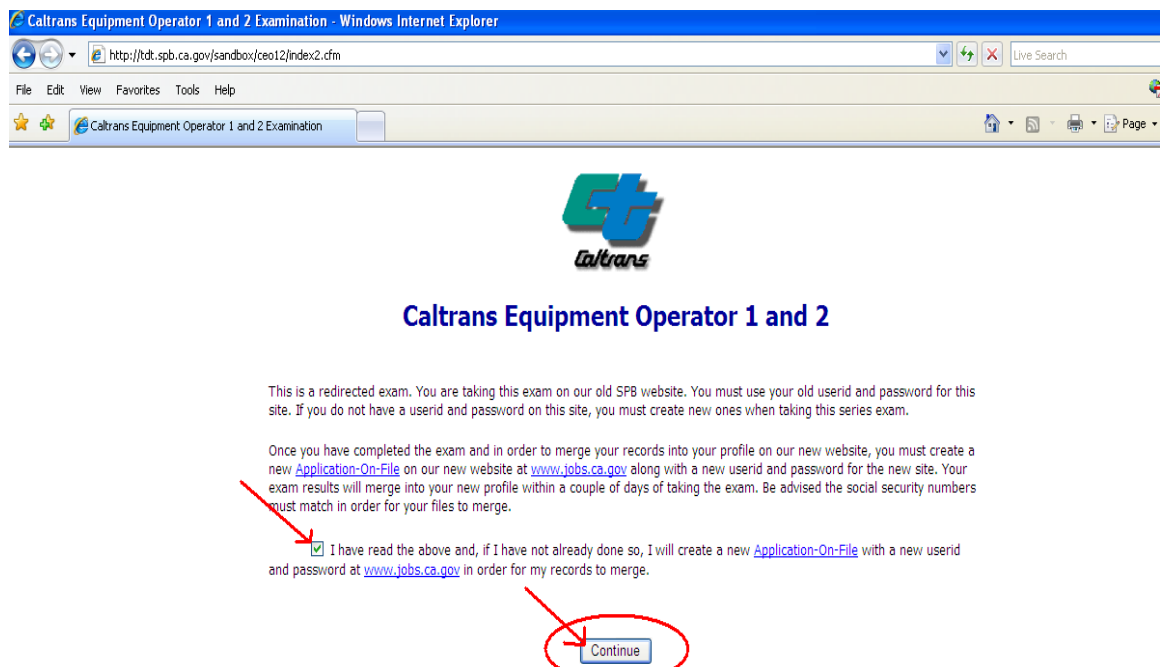 Caltrans Equipment Operator 1 and 2 Examination - Windows Internet Explorer
http://tdt.spb.ca.gov/sandbox/ceo12/index2.cfm
Live Search
File Edit View Favorites Tools Help
Caltrans Equipment Operator 1 and 2 Examination
Page
Caltrans
Caltrans Equipment Operator 1 and 2
This is a redirected exam. You are taking this exam on our old SPB website. You must use your old userid and password for this
site. If you do not have a userid and password on this site, you must create new ones when taking this series exam.
Once you have completed the exam and in order to merge your records into your profile on our new website, you must create a
new Application-On-File on our new website at www.jobs.ca.gov along with a new userid and password for the new site. Your
exam results will merge into your new profile within a couple of days of taking the exam. Be advised the social security numbers
must match in order for your files to merge.
I have read the above and, if I have not already done so, I will create a new Application-On-File with a new userid
and password at www.jobs.ca.gov in order for my records to merge.
Continue